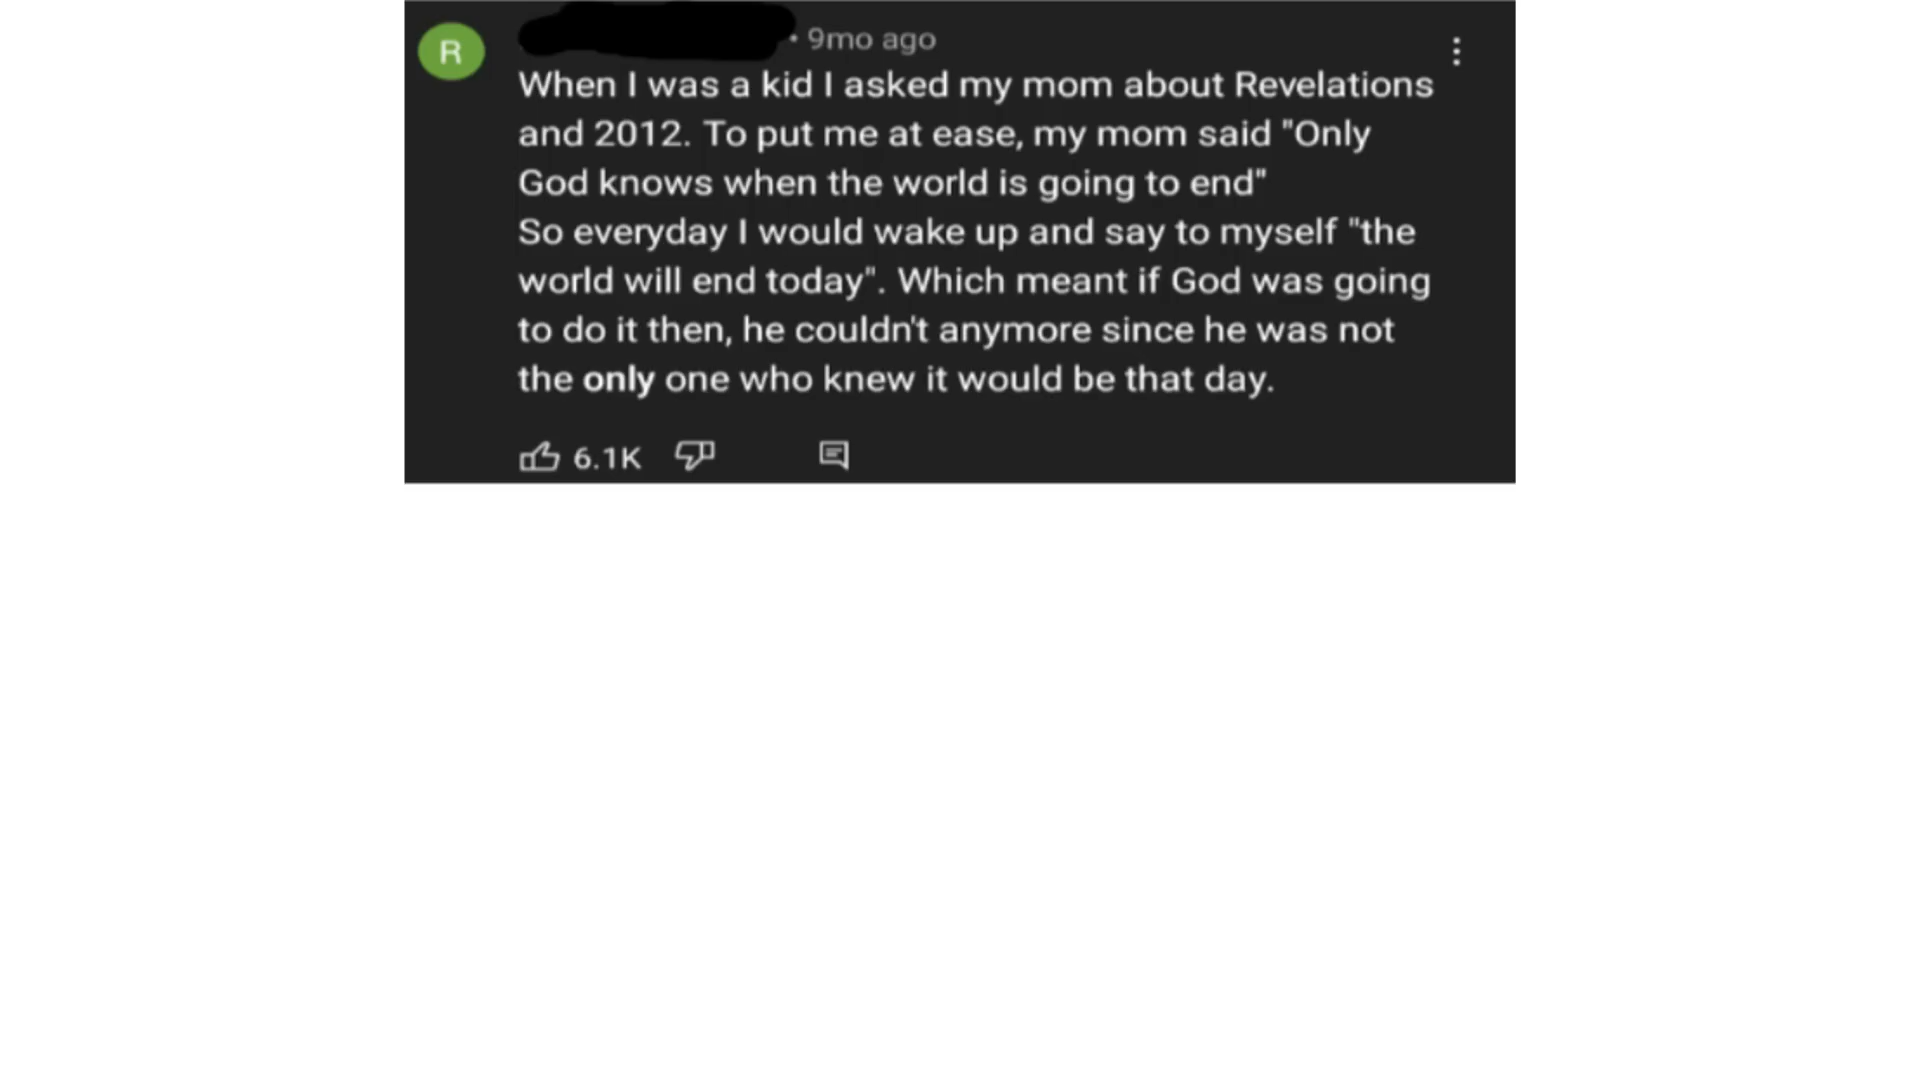 R
· 9mo ago
When I was a kid I asked my mom about Revelations
and 2012. To put me at ease, my mom said "Only
God knows when the world is going to end"
So everyday I would wake up and say to myself "the
world will end today". Which meant if God was going
to do it then, he couldn't anymore since he was not
the only one who knew it would be that day.
6.1K